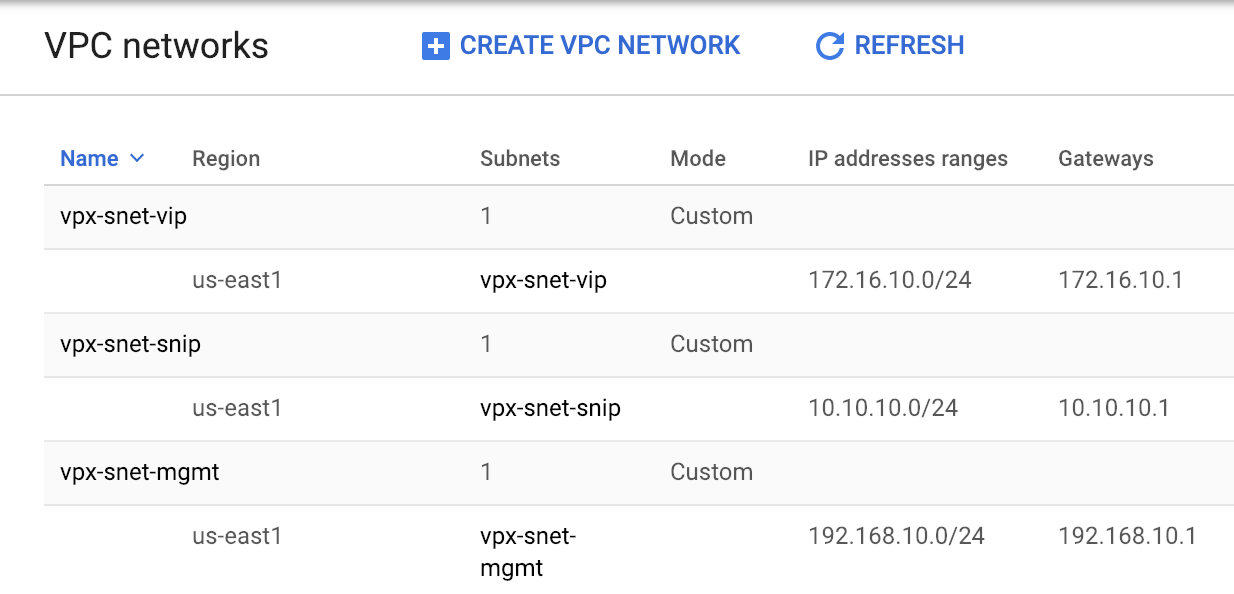 VPC networks CREATE VPC NETWORK REFRESH
Name Region Subnets Mode IP addresses ranges Gateways
vpx-snet-vip 1 Custom
us-east1 vpx-snet-vip 172.16.10.0/24 172.16.10.1
vpx-snet-snip 1 Custom
us-east1 vpx-snet-snip 10.10.10.0/24 10.10.10.1
vpx-snet-mgmt 1 Custom
us-east1 vpx-snet- 192.168.10.0/24 192.168.10.1
mgmt